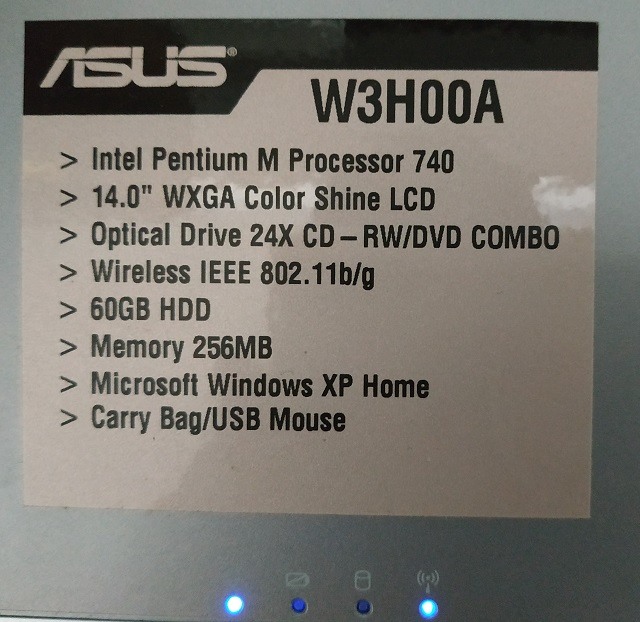 ASUS®
W3H00A
> Intel Pentium M Processor 740
> 14.0" WXGA Color Shine LCD
> Optical Drive 24X CD–RW/DVD COMBO
> Wireless IEEE 802.11b/g
> 60GB HDD
> Memory 256MB
> Microsoft Windows XP Home
> Carry Bag/USB Mouse